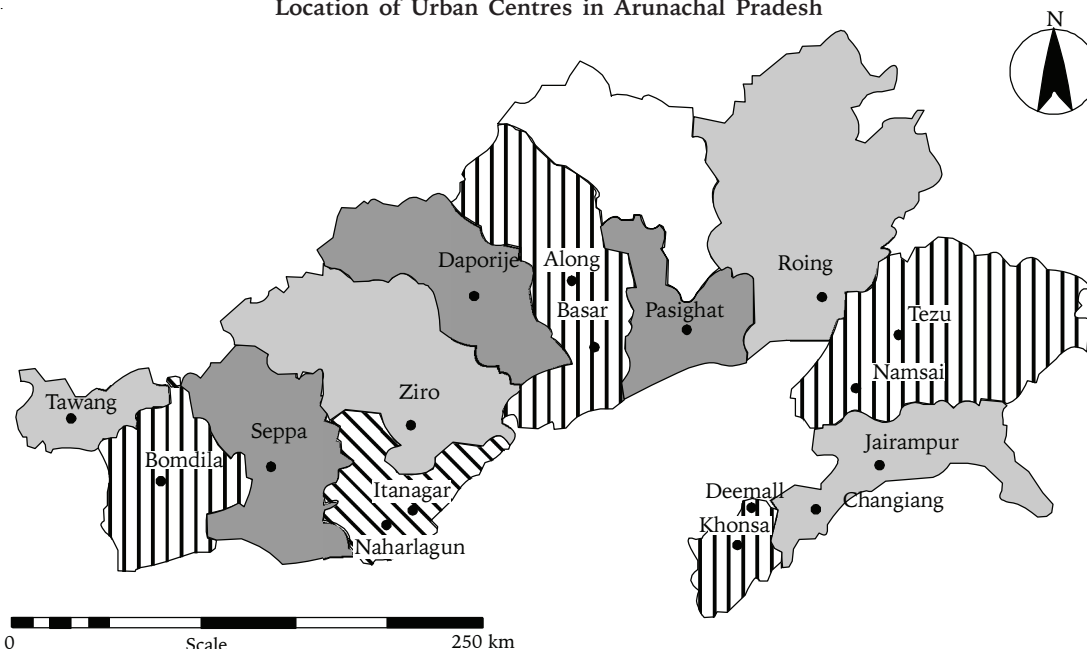 Location of Urban Centres in Arunachal Pradesh
N
Daporije
Along
Roing
Basar
Pasighat
Tezu
Namsai
Tawang
Ziro
Seppa
Jairampur
Bomdila
Itanagar
Deemall
Changiang
Khonsa
Naharlagun
0
Scale
250 km